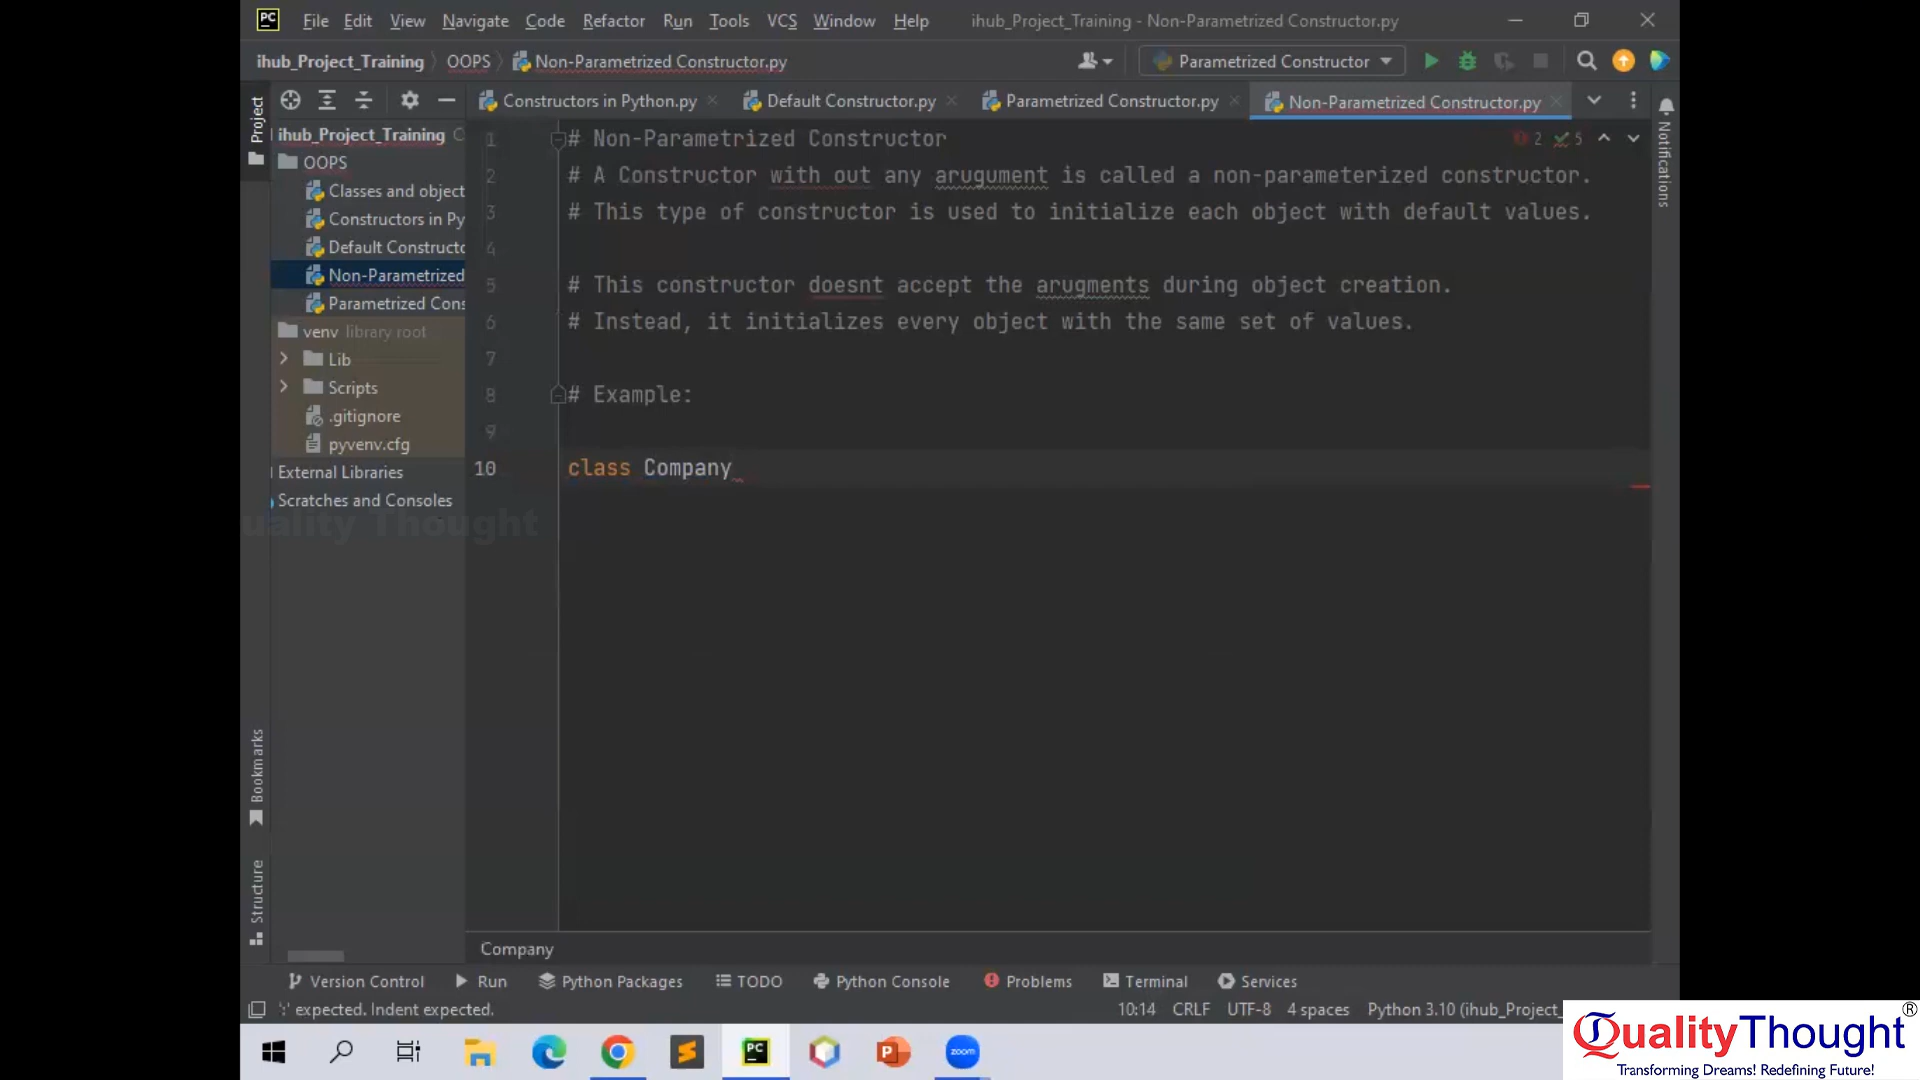 PC File Edit View Navigate Code Refactor Run Tools VCS Window Help ihub_Project_Training - Non-Parametrized Constructor.py
ihub_Project_Training OOPS Non-Parametrized Constructor.py Parametrized Constructor
Constructors in Python.py Default Constructor.py Parametrized Constructor.py Non-Parametrized Constructor.py
Project
ihub_Project_Training C
OOPS
Classes and object
Constructors in Py
Default Constructo
Non-Parametrized
Parametrized Cons
venv library root
Lib
Scripts
.gitignore
pyvenv.cfg
External Libraries
Scratches and Consoles
uality Thought
1 # Non-Parametrized Constructor
2 # A Constructor with out any arugument is called a non-parameterized constructor.
3 # This type of constructor is used to initialize each object with default values.
4
5 # This constructor doesnt accept the arugments during object creation.
6 # Instead, it initializes every object with the same set of values.
7
8 # Example:
9
10 class Company
2 5
Notifications
Bookmarks
Structure
Company
Version Control Run Python Packages TODO Python Console Problems Terminal Services
':' expected. Indent expected. 10:14 CRLF UTF-8 4 spaces Python 3.10 (ihub_Project_
PC zoom
QualityThought®
Transforming Dreams! Redefining Future!